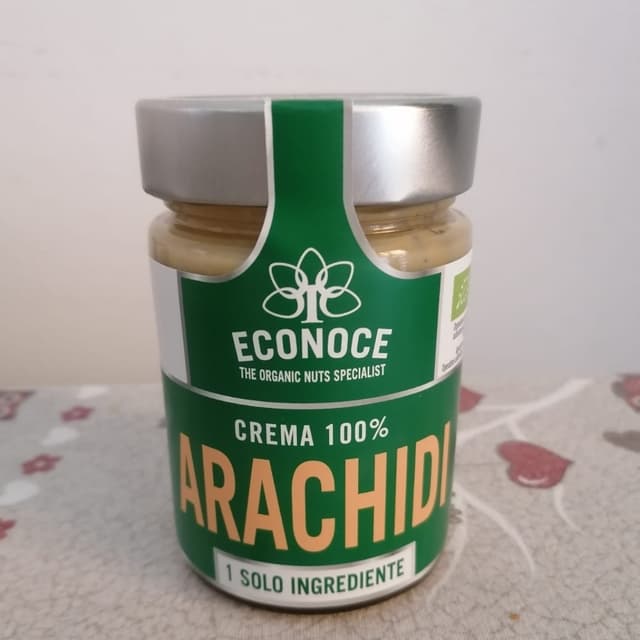 ECONOCE
THE ORGANIC NUTS SPECIALIST
CREMA 100%
ARACHIDI
1 SOLO INGREDIENTE